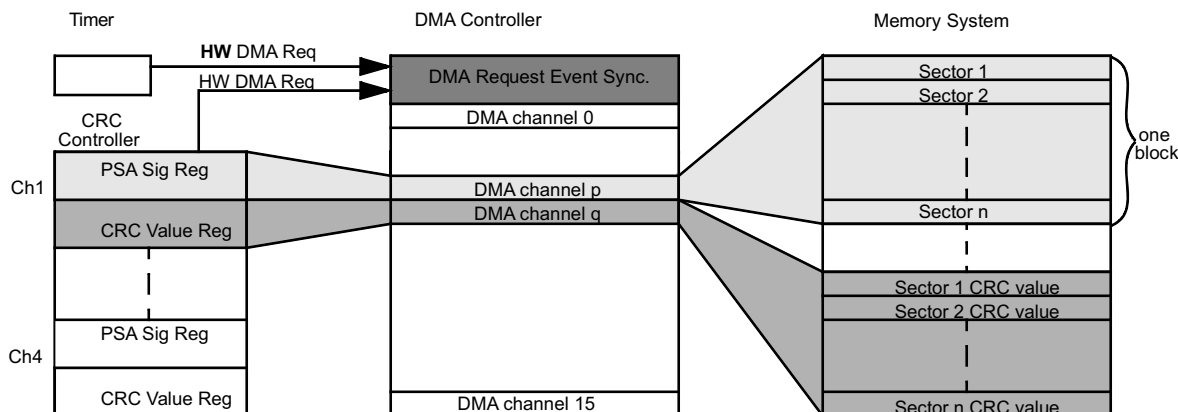 Timer
DMA Controller
Memory System
HW DMA Req
HW DMA Req
DMA Request Event Sync.
Sector 1
Sector 2
CRC
Controller
DMA channel 0
one
block
Ch1
PSA Sig Reg
DMA channel p
Sector n
CRC Value Reg
DMA channel q
Sector 1 CRC value
Sector 2 CRC value
Ch4
PSA Sig Reg
CRC Value Reg
DMA channel 15
Sector n CRC value